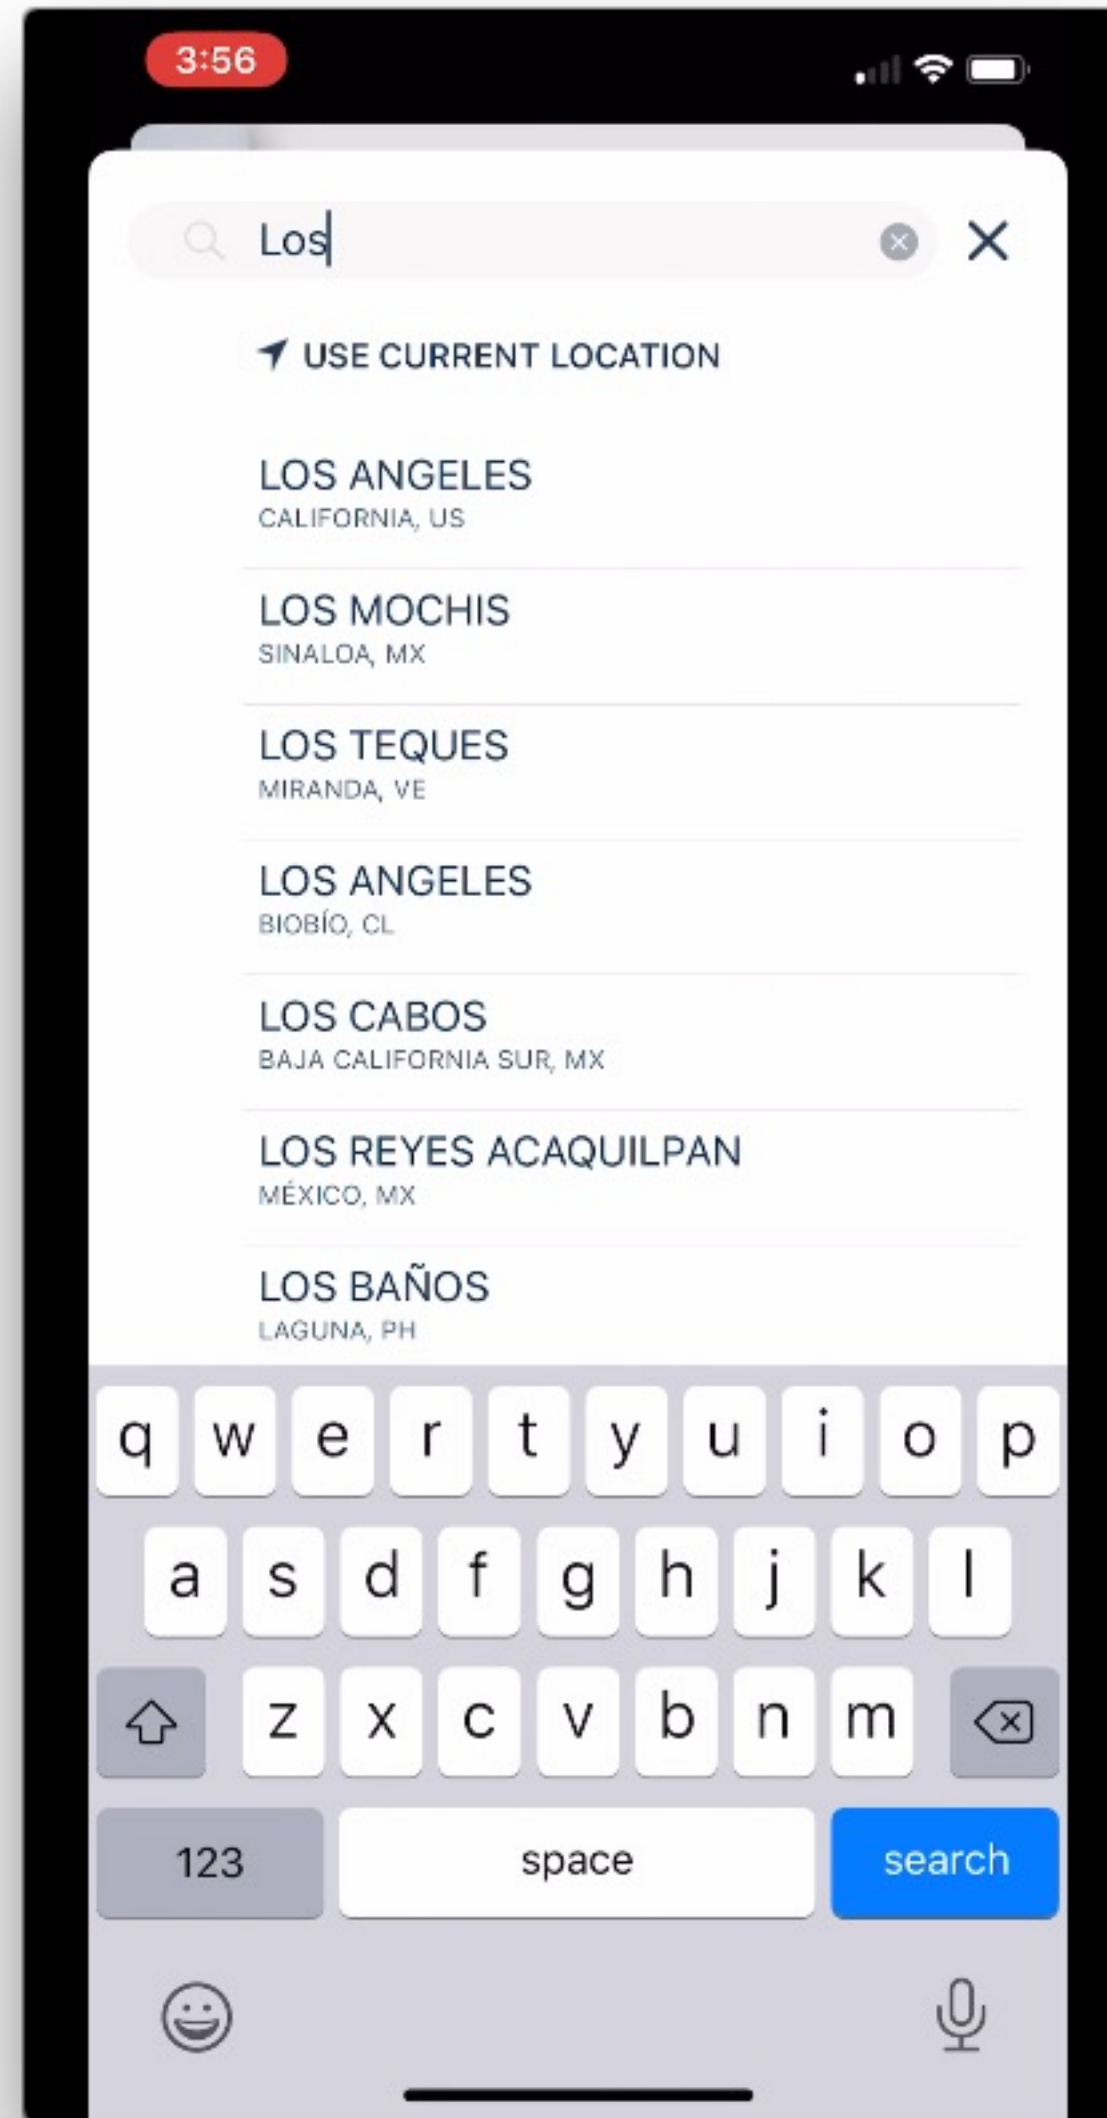 3:56
Los
USE CURRENT LOCATION
LOS ANGELES
CALIFORNIA, US
LOS MOCHIS
SINALOA, MX
LOS TEQUES
MIRANDA, VE
LOS ANGELES
BIOBÍO, CL
LOS CABOS
BAJA CALIFORNIA SUR, MX
LOS REYES ACAQUILPAN
MÉXICO, MX
LOS BAÑOS
LAGUNA, PH
q w e r t y u i o p
a s d f g h j k l
z x c v b n m
123 space search